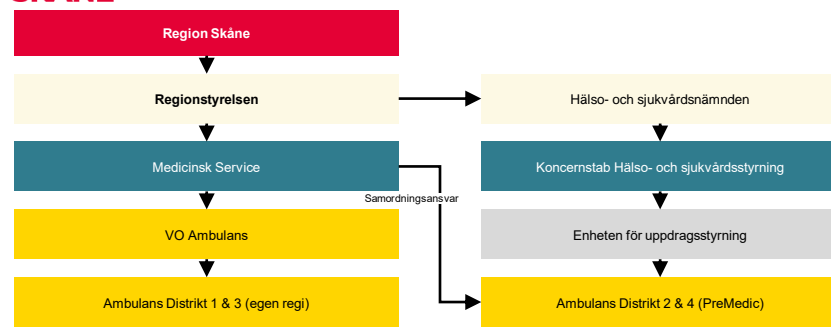 Region Skåne
Regionstyrelsen
Hälso- och sjukvårdsnämnden
Medicinsk Service
Koncernstab Hälso- och sjukvårdsstyrning
Samordningsansvar
VO Ambulans
Enheten för uppdragsstyrning
Ambulans Distrikt 1 & 3 (egen regi)
Ambulans Distrikt 2 & 4 (PreMedic)